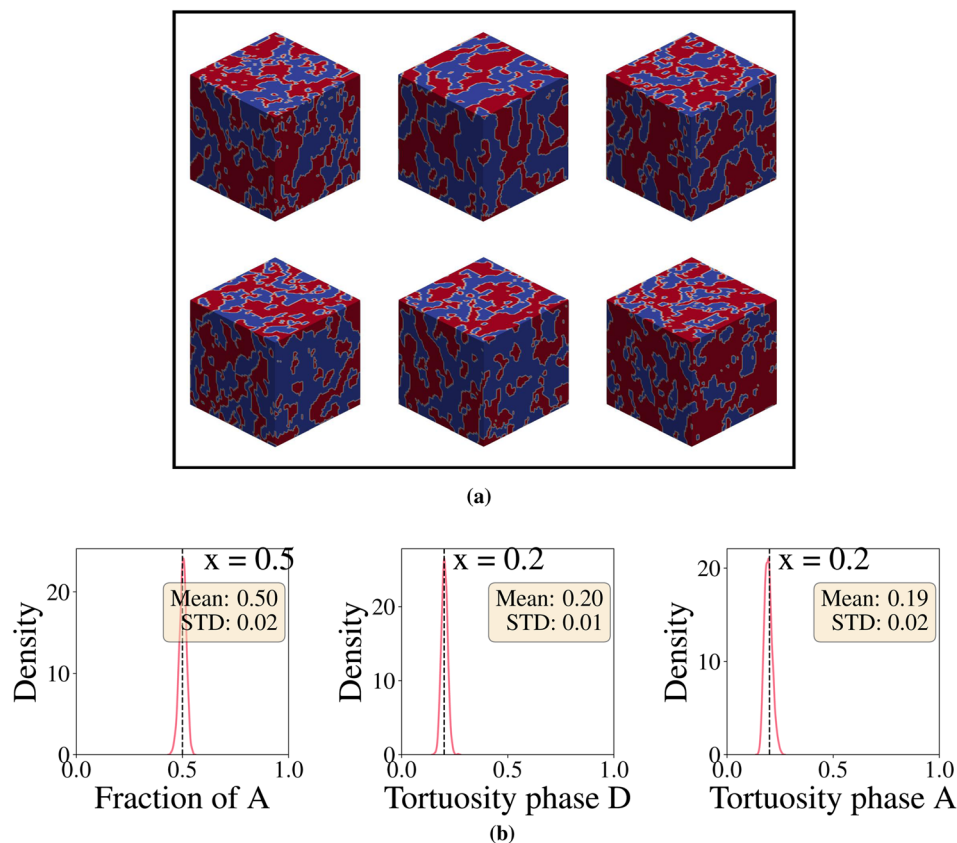 (a)
x = 0.5
Mean: 0.50
STD: 0.02
Density
20
10
0
0.0 0.5 1.0
Fraction of A
x = 0.2
Mean: 0.20
STD: 0.01
Density
20
10
0
0.0 0.5 1.0
Tortuosity phase D
x = 0.2
Mean: 0.19
STD: 0.02
Density
20
10
0
0.0 0.5 1.0
Tortuosity phase A
(b)